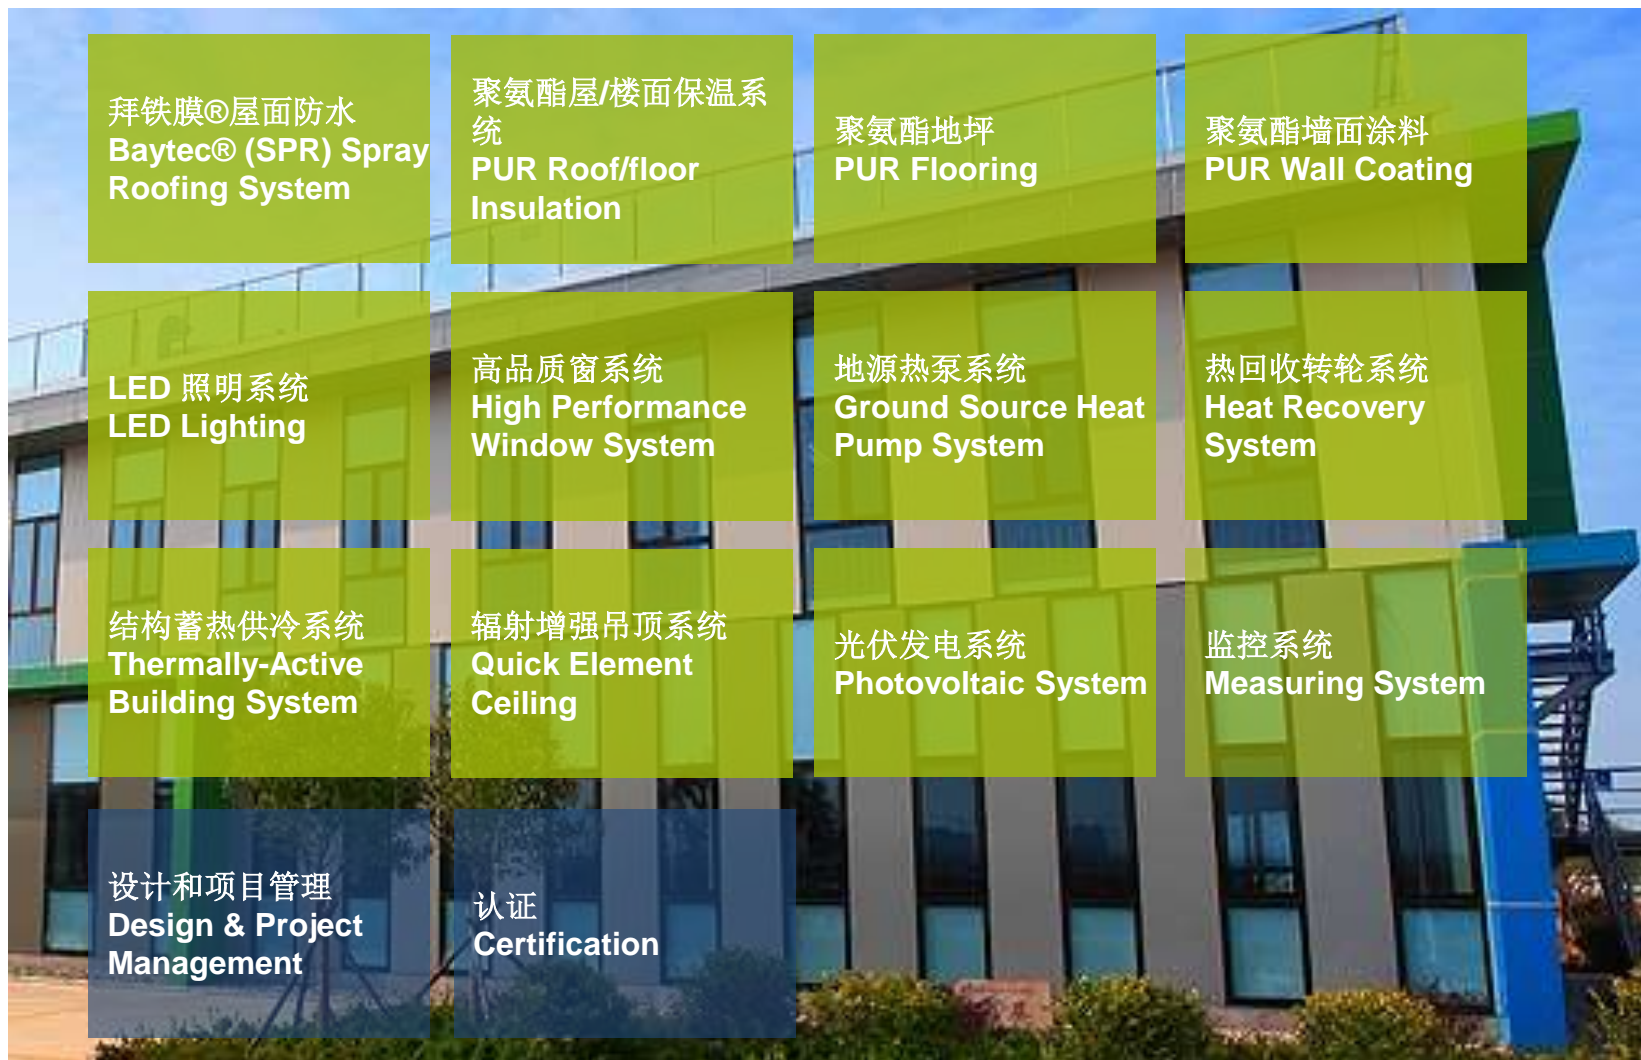 拜铁膜®屋面防水
Baytec® (SPR) Spray
Roofing System
聚氨酯屋/楼面保温系
统
PUR Roof/floor
Insulation
聚氨酯地坪
PUR Flooring
聚氨酯墙面涂料
PUR Wall Coating
LED 照明系统
LED Lighting
高品质窗系统
High Performance
Window System
地源热泵系统
Ground Source Heat
Pump System
热回收转轮系统
Heat Recovery
System
结构蓄热供冷系统
Thermally-Active
Building System
辐射增强吊顶系统
Quick Element
Ceiling
光伏发电系统
Photovoltaic System
监控系统
Measuring System
设计和项目管理
Design & Project
Management
认证
Certification